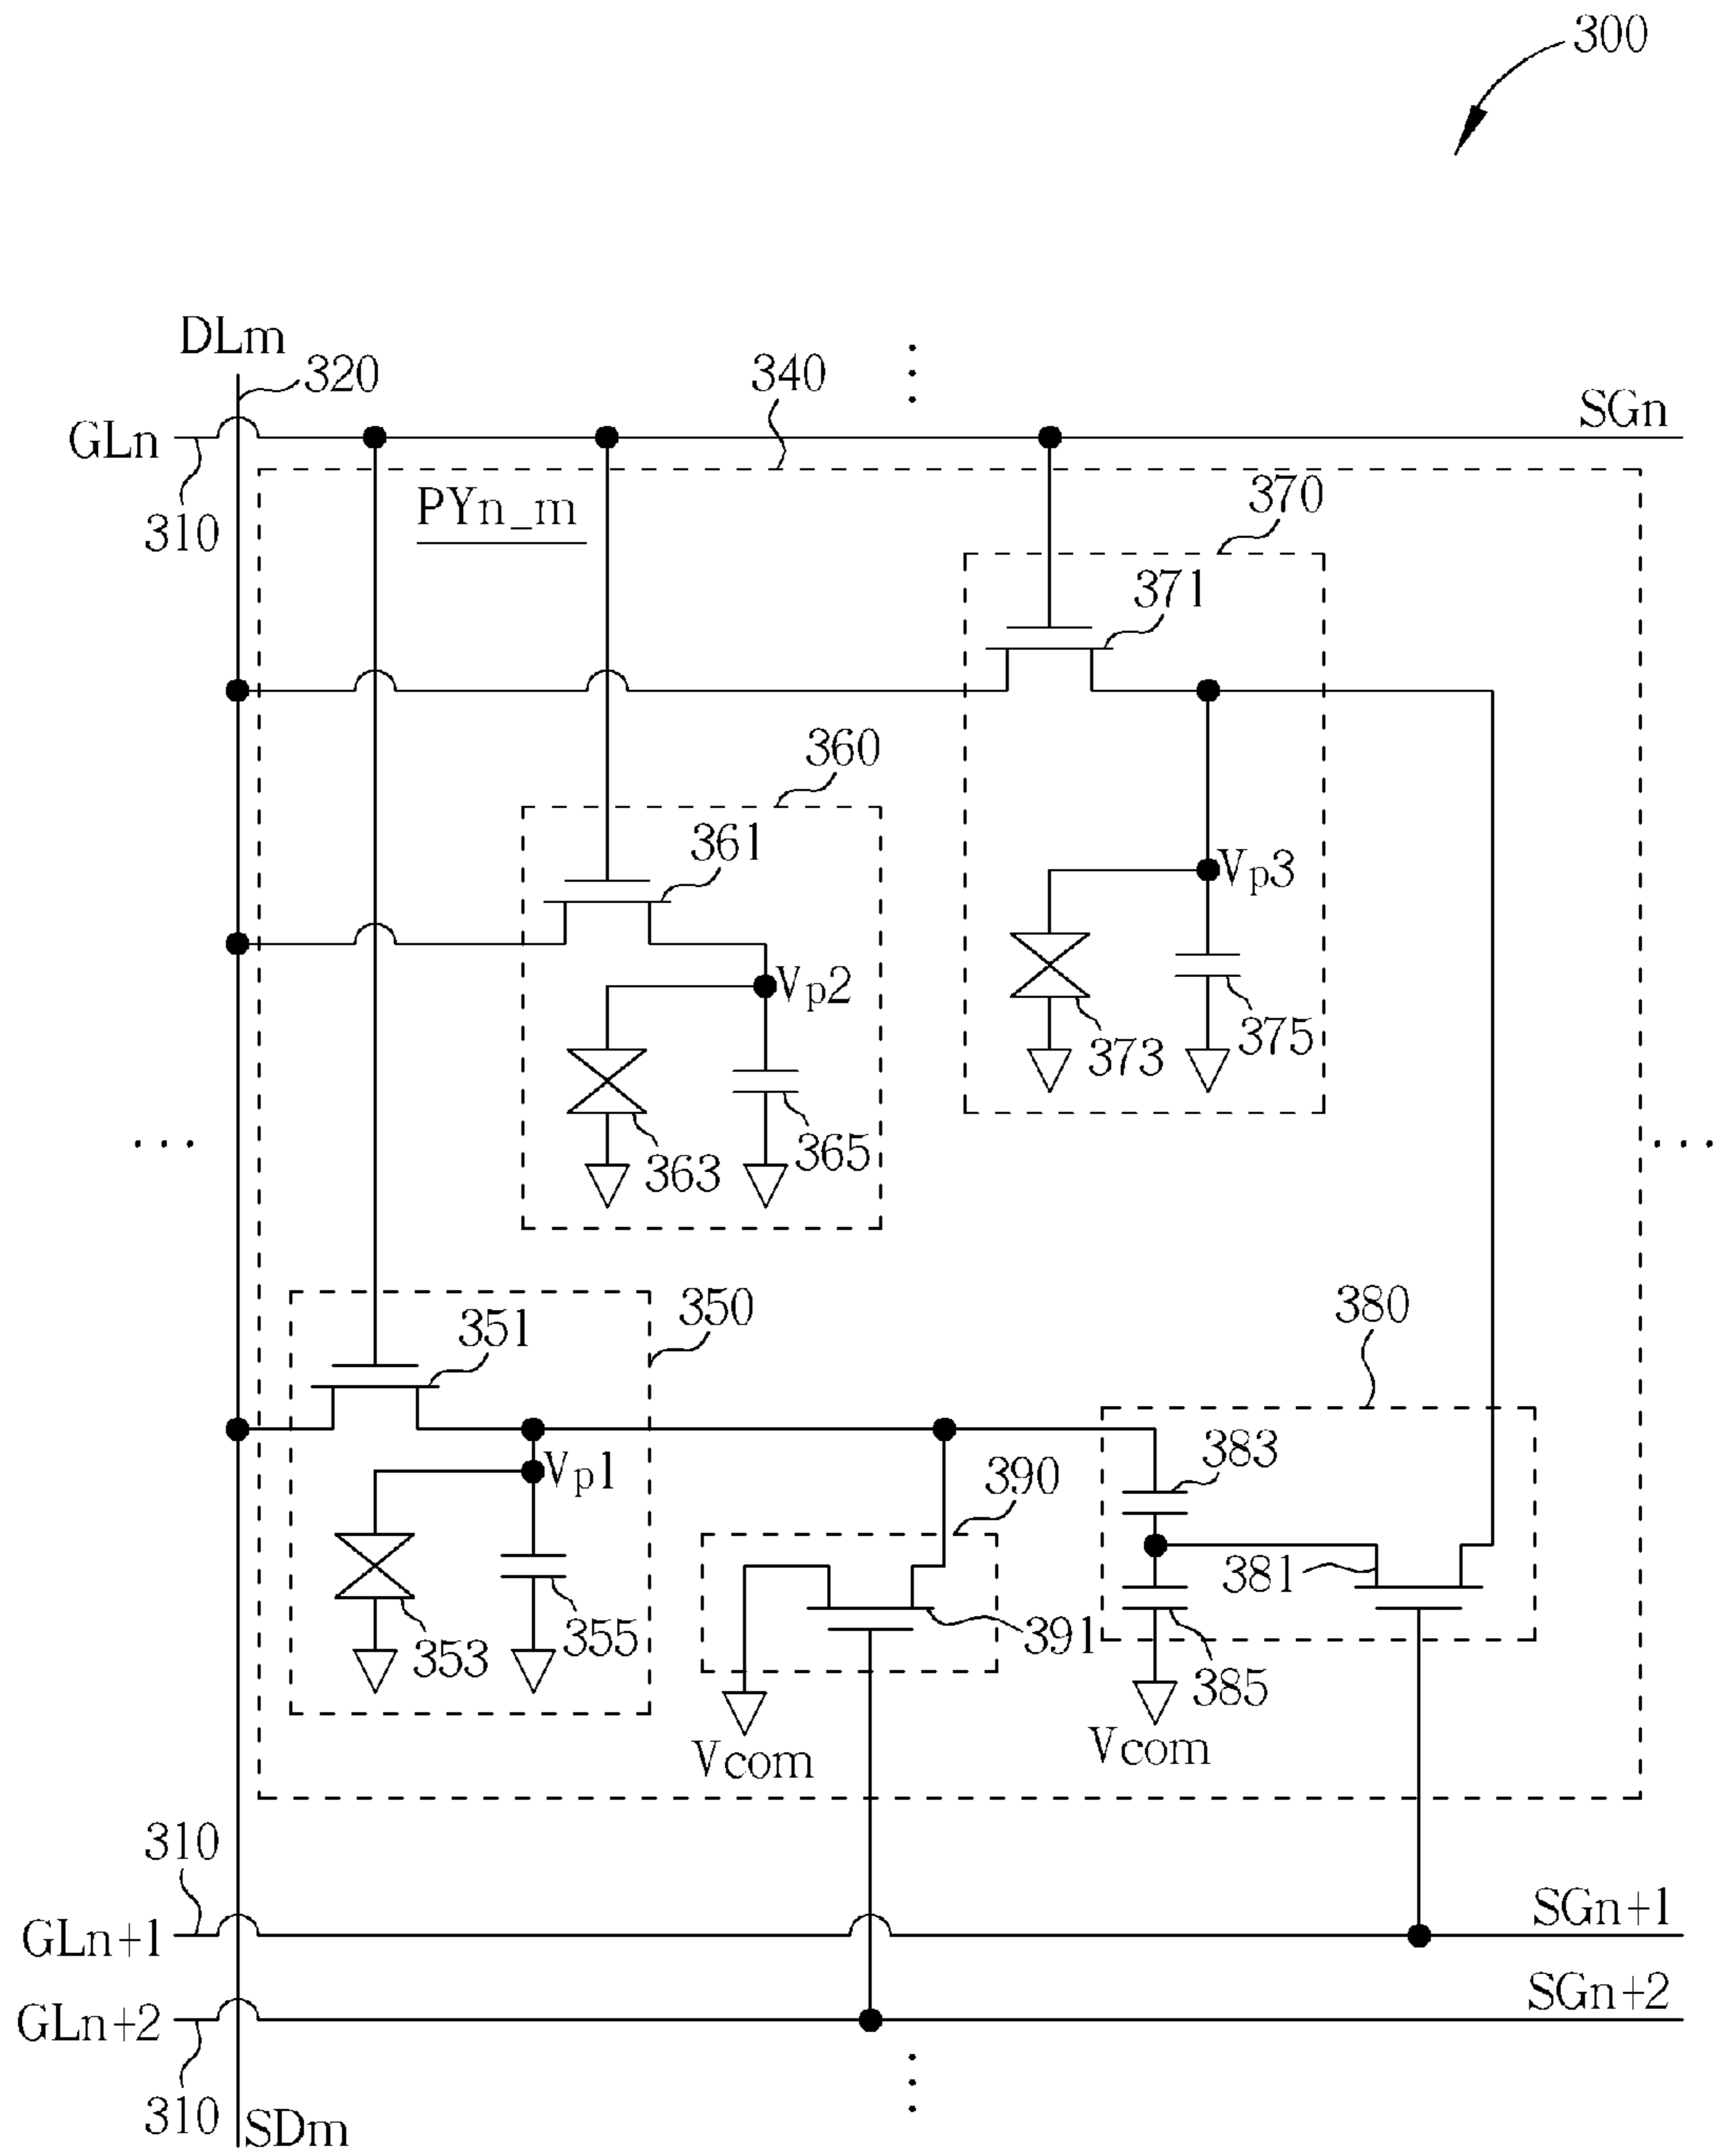 300
DLm
320
340
GLn
SGn
310
PYn_m
370
371
360
361
Vp3
Vp2
373
375
363
365
350
351
380
383
Vp1
390
381
353
355
391
385
Vcom
Vcom
310
GLn+1
SGn+1
GLn+2
SGn+2
310
SDm